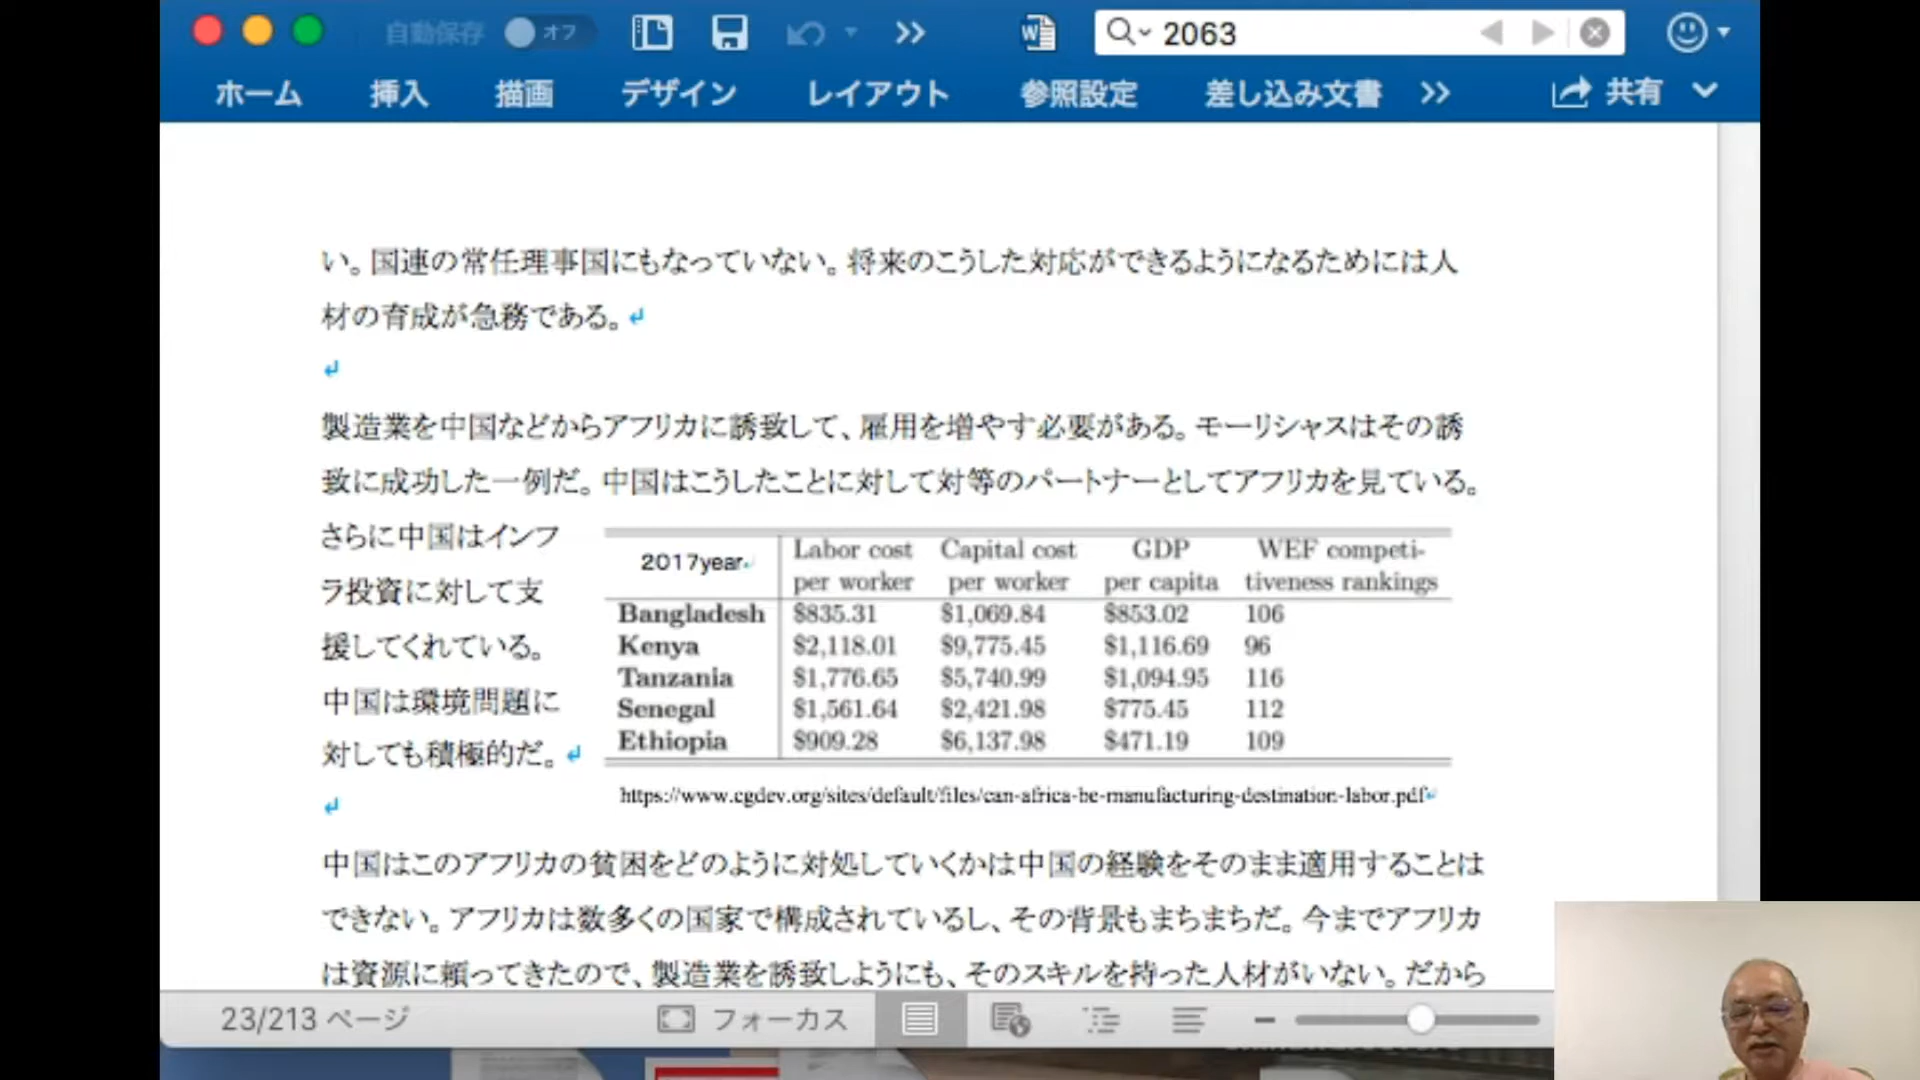 自動保存 オフ 2063
ホーム 挿入 描画 デザイン レイアウト 参照設定 差し込み文書 共有
い。国連の常任理事国にもなっていない。将来のこうした対応ができるようになるためには人
材の育成が急務である。
製造業を中国などからアフリカに誘致して、雇用を増やす必要がある。モーリシャスはその誘
致に成功した一例だ。中国はこうしたことに対して対等のパートナーとしてアフリカを見ている。
さらに中国はインフ
ラ投資に対して支
援してくれている。
中国は環境問題に
対しても積極的だ。
2017year
Labor cost Capital cost GDP WEF competi-
per worker per worker per capita tiveness rankings
Bangladesh $835.31 $1,069.84 $853.02 106
Kenya $2,118.01 $9,775.45 $1,116.69 96
Tanzania $1,776.65 $5,740.99 $1,094.95 116
Senegal $1,561.64 $2,421.98 $775.45 112
Ethiopia $909.28 $6,137.98 $471.19 109
https://www.cgdev.org/sites/default/files/can-africa-be-manufacturing-destination-labor.pdf
中国はこのアフリカの貧困をどのように対処していくかは中国の経験をそのまま適用することは
できない。アフリカは数多くの国家で構成されているし、その背景もまちまちだ。今までアフリカ
は資源に頼ってきたので、製造業を誘致しようにも、そのスキルを持った人材がいない。だから
23/213 ページ フォーカス